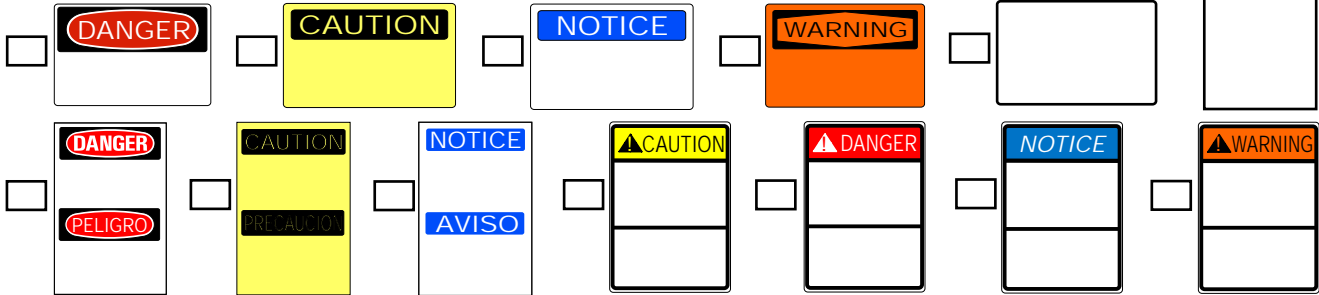 DANGER
CAUTION
NOTICE
WARNING
DANGER
PELIGRO
CAUTION
PRECAUCION
NOTICE
AVISO
CAUTION
DANGER
NOTICE
WARNING